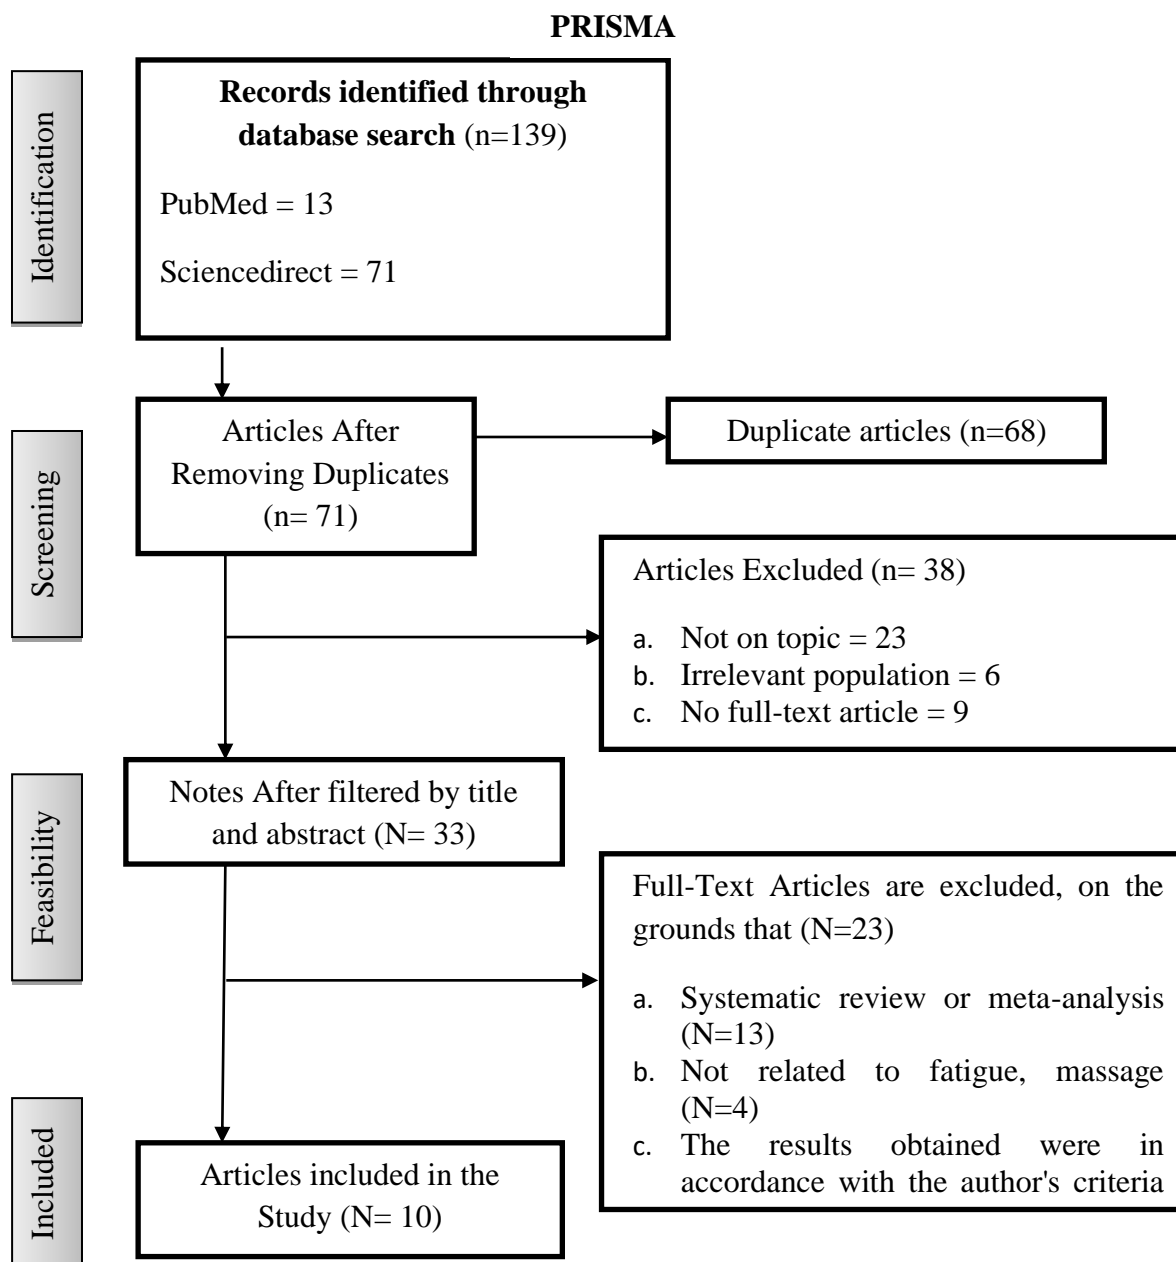 PRISMA
Identification
Records identified through
database search (n=139)
PubMed = 13
Sciencedirect = 71
Screening
Articles After
Removing Duplicates
(n= 71)
Duplicate articles (n=68)
Articles Excluded (n= 38)
a. Not on topic = 23
b. Irrelevant population = 6
c. No full-text article = 9
Feasibility
Notes After filtered by title
and abstract (N= 33)
Full-Text Articles are excluded, on the
grounds that (N=23)
a. Systematic review or meta-analysis
(N=13)
b. Not related to fatigue, massage
(N=4)
c. The results obtained were in
accordance with the author's criteria
Included
Articles included in the
Study (N= 10)